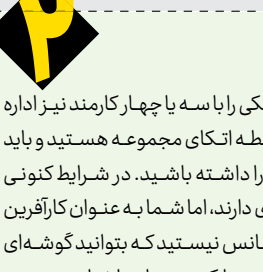 ۲
کی را با سه یا چهار کارمند نیز اداره
طه اتکای مجموعه هستید و باید
را داشته باشید. در شرایط کنونی
ی دارند، اما شما به عنوان کارآفرین
انس نیستید که بتوانید گوشه‌ای